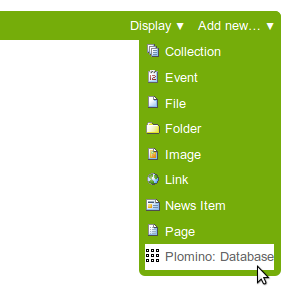 Display ▼ Add new... ▼
Collection
Event
File
Folder
Image
Link
News Item
Page
Plomino: Database